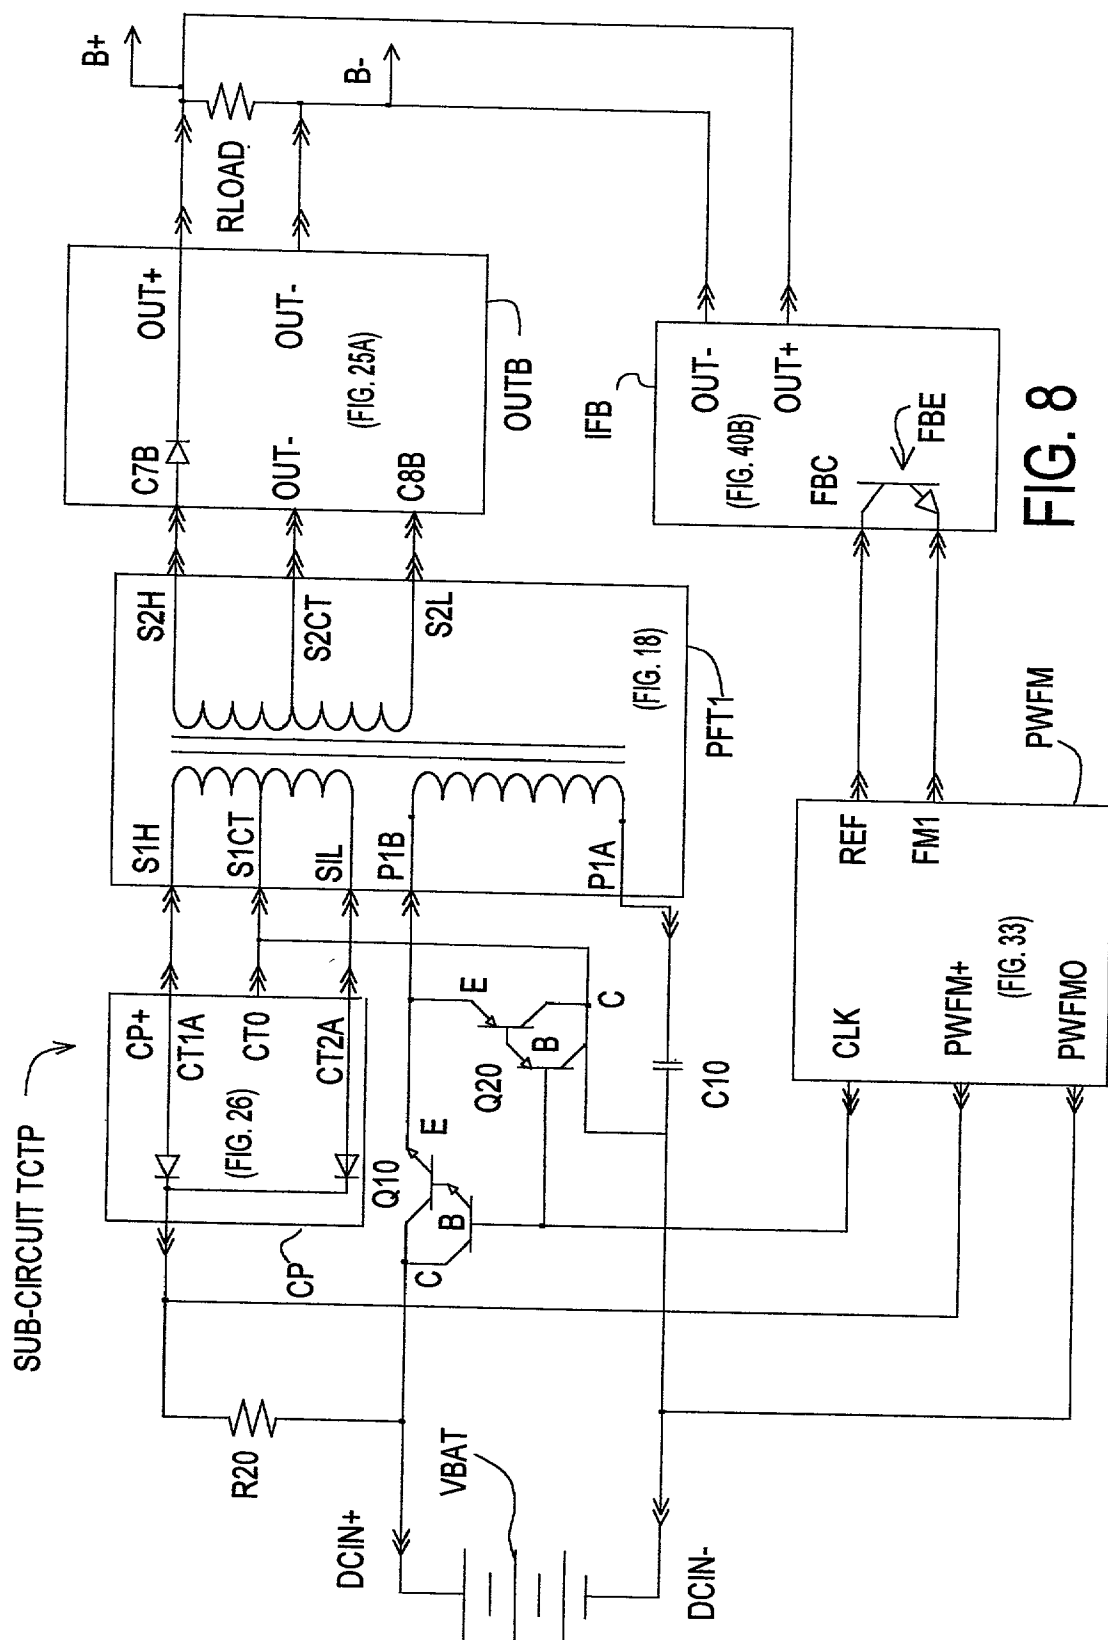 SUB-CIRCUIT TCTP
R20
DCIN+
VBAT
DCIN-
CP
CP+
CT1A
CT0
CT2A
(FIG. 26)
Q10
C
B
E
Q20
E
B
C
C10
S1H
S1CT
SIL
P1B
P1A
S2H
S2CT
S2L
(FIG. 18)
PFT1
C7B
OUT-
C8B
OUT+
OUT-
(FIG. 25A)
OUTB
RLOAD
B+
B-
IFB
OUT-
OUT+
(FIG. 40B)
FBC
FBE
PWFM
REF
FM1
CLK
PWFM+
PWFMO
(FIG. 33)
FIG. 8